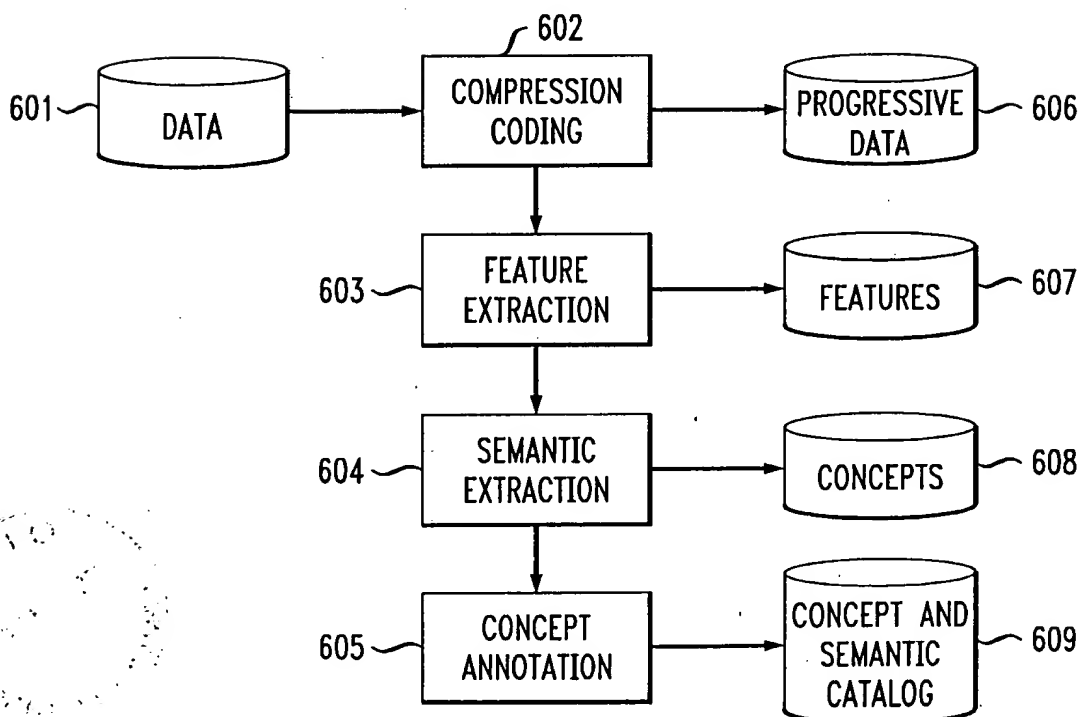 602
601
DATA
COMPRESSION
CODING
PROGRESSIVE
DATA
606
603
FEATURE
EXTRACTION
FEATURES
607
604
SEMANTIC
EXTRACTION
CONCEPTS
608
605
CONCEPT
ANNOTATION
CONCEPT AND
SEMANTIC
CATALOG
609